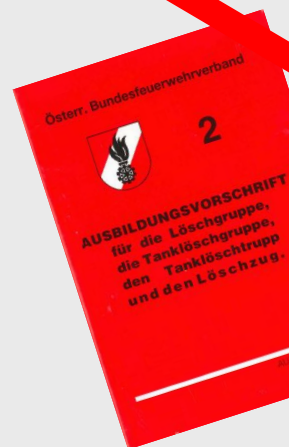 Österr. Bundesfeuerwehrverband
2
AUSBILDUNGSVORSCHRIFT
für die Löschgruppe,
die Tanklöschgruppe,
den Tanklöschtrupp
und den Löschzug.